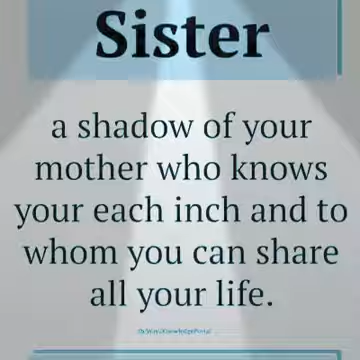 Sister
a shadow of your
mother who knows
your each inch and to
whom you can share
all your life.